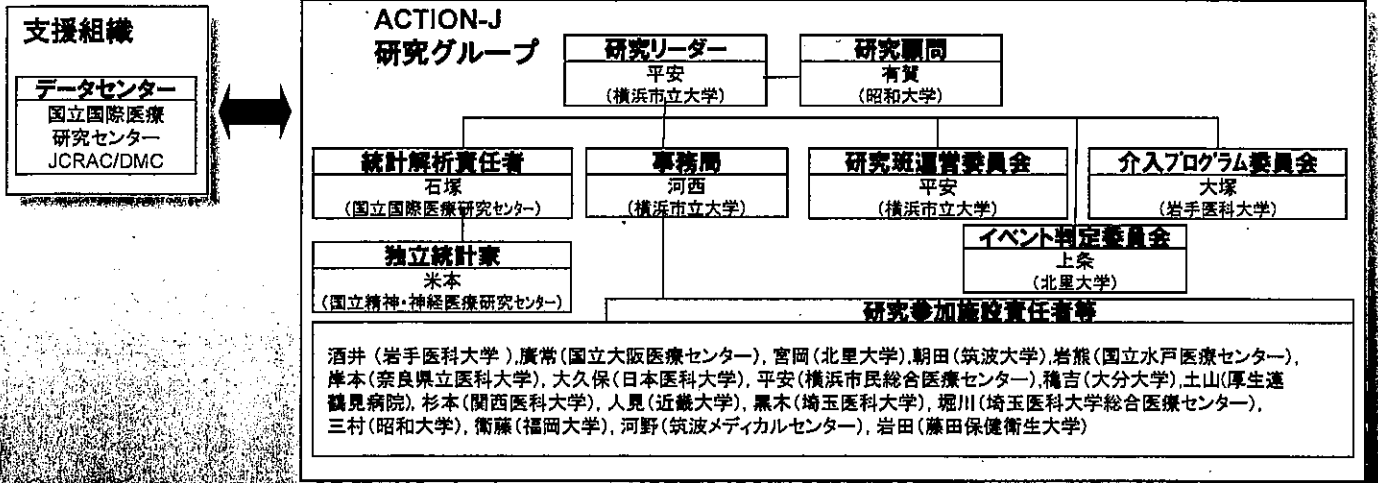 支援組織
データセンター
国立国際医療
研究センター
JCRAC/DMC
ACTION-J
研究グループ
研究リーダー
平安
(横浜市立大学)
研究顧問
有賀
(昭和大学)
統計解析責任者
石塚
(国立国際医療研究センター)
事務局
河西
(横浜市立大学)
研究班運営委員会
平安
(横浜市立大学)
介入プログラム委員会
大塚
(岩手医科大学)
イベント判定委員会
上条
(北里大学)
独立統計家
米本
(国立精神・神経医療研究センター)
研究参加施設責任者等
酒井(岩手医科大学),廣常(国立大阪医療センター),宮岡(北里大学),朝田(筑波大学),岩熊(国立水戸医療センター),
岸本(奈良県立医科大学),大久保(日本医科大学),平安(横浜市民総合医療センター),穐吉(大分大学),土山(厚生連
鶴見病院),杉本(関西医科大学),人見(近畿大学),黒木(埼玉医科大学),堀川(埼玉医科大学総合医療センター),
三村(昭和大学),衛藤(福岡大学),河野(筑波メディカルセンター),岩田(藤田保健衛生大学)